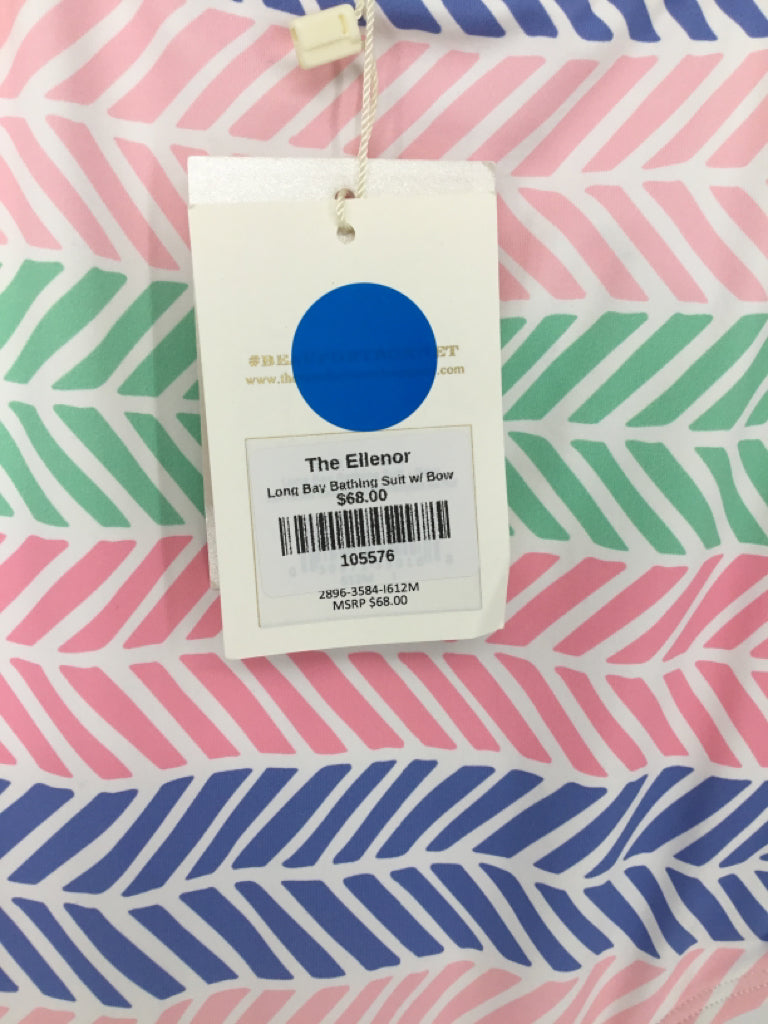 The Ellenor
Long Bay Bathing Suit w/ Bow
$68.00
105576
2896-3584-I612M
MSRP $68.00